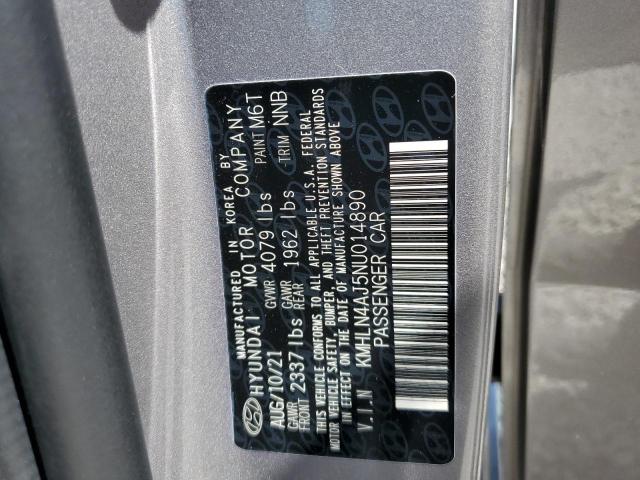 MANUFACTURED IN KOREA BY
HYUNDAI MOTOR COMPANY
AUG/10/21 GVWR 4079 lbs PAINT M6T
GAWR FRONT 2337 lbs GAWR REAR 1962 lbs TRIM NNB
THIS VEHICLE CONFORMS TO ALL APPLICABLE U.S.A. FEDERAL
MOTOR VEHICLE SAFETY, BUMPER, AND THEFT PREVENTION STANDARDS
IN EFFECT ON THE DATE OF MANUFACTURE SHOWN ABOVE
V.I.N KMHLN4AJ5NU014890
PASSENGER CAR